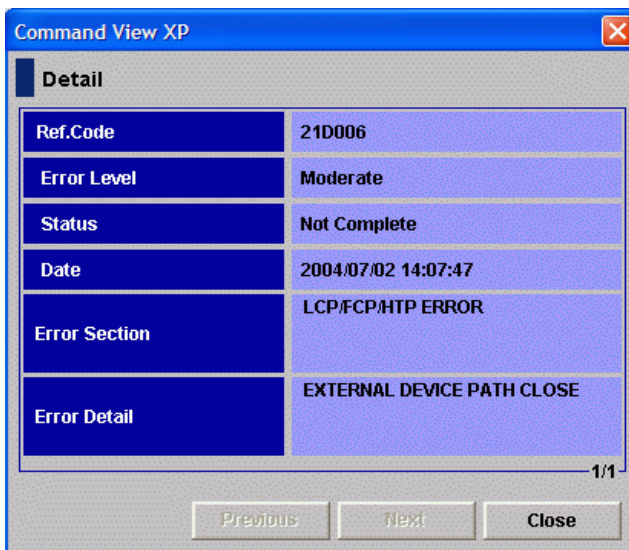 Command View XP
Detail
Ref.Code 21D006
Error Level Moderate
Status Not Complete
Date 2004/07/02 14:07:47
Error Section LCP/FCP/HTP ERROR
Error Detail EXTERNAL DEVICE PATH CLOSE
1/1
Previous Next Close